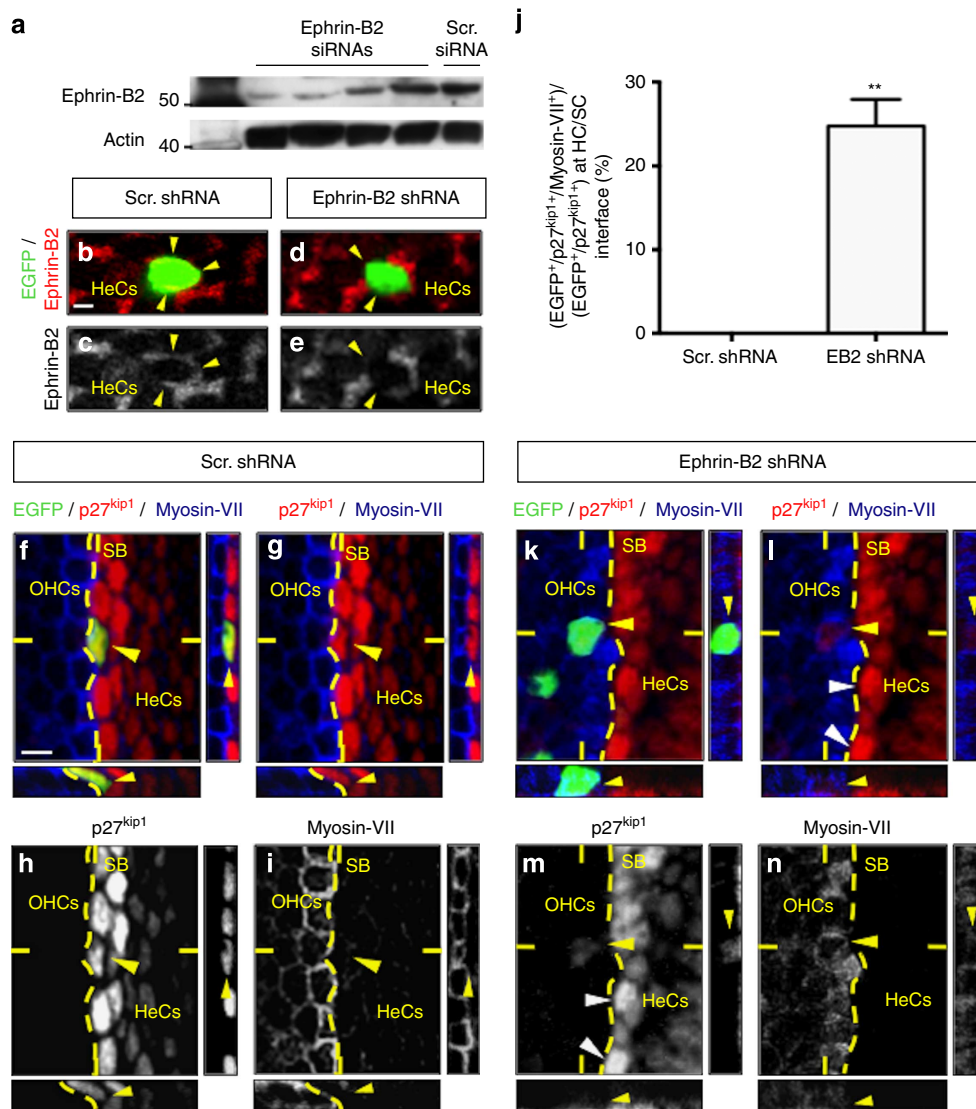 a
Ephrin-B2
siRNAs
Scr.
siRNA
Ephrin-B2
50
Actin
40
Scr. shRNA
Ephrin-B2 shRNA
EGFP /
Ephrin-B2
b
HeCs
d
HeCs
Ephrin-B2
c
HeCs
e
HeCs
j
(EGFP⁺/p27ᵏⁱᵖ¹⁺/Myosin-VII⁺)/
(EGFP⁺/p27ᵏⁱᵖ¹⁺) at HC/SC
interface (%)
30
20
10
0
**
Scr. shRNA
EB2 shRNA
Scr. shRNA
EGFP / p27ᵏⁱᵖ¹ / Myosin-VII
p27ᵏⁱᵖ¹ / Myosin-VII
f
SB
OHCs
HeCs
g
SB
OHCs
HeCs
p27ᵏⁱᵖ¹
Myosin-VII
h
SB
OHCs
HeCs
i
SB
OHCs
HeCs
Ephrin-B2 shRNA
EGFP / p27ᵏⁱᵖ¹ / Myosin-VII
p27ᵏⁱᵖ¹ / Myosin-VII
k
SB
OHCs
HeCs
l
SB
OHCs
HeCs
p27ᵏⁱᵖ¹
Myosin-VII
m
SB
OHCs
HeCs
n
SB
OHCs
HeCs